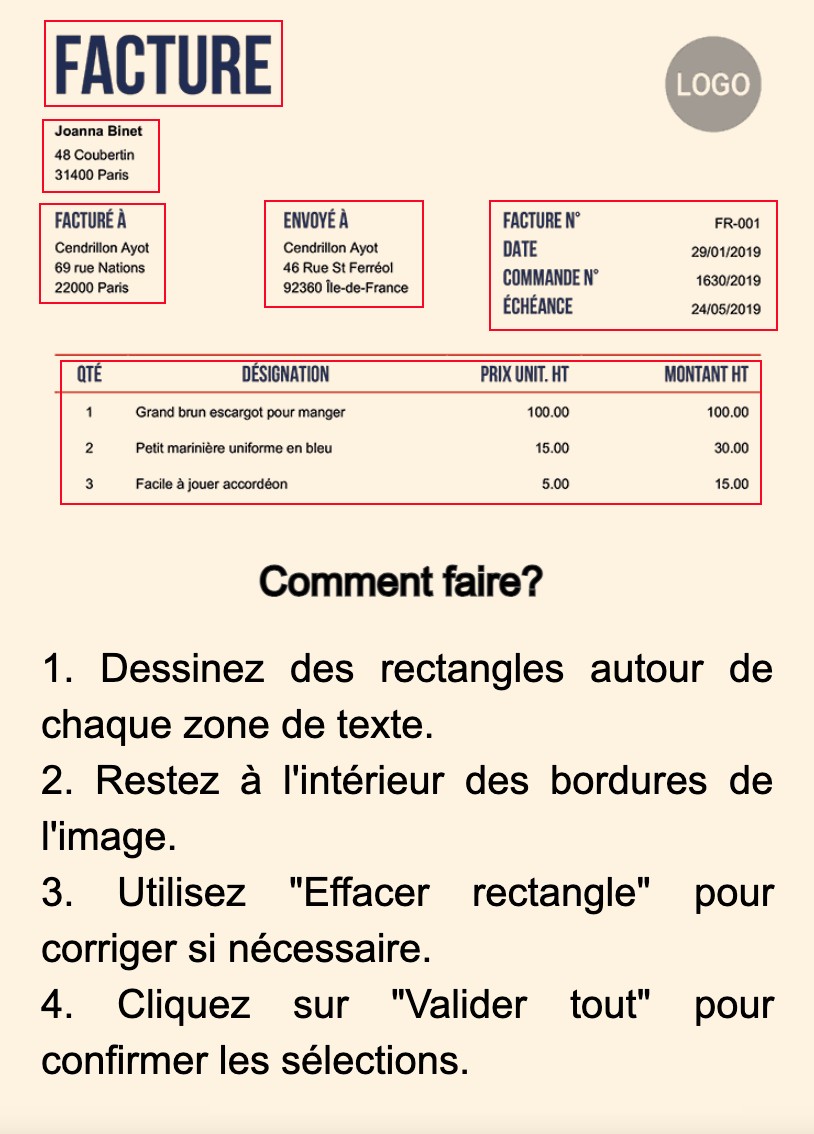 FACTURE
LOGO
Joanna Binet
48 Coubertin
31400 Paris
FACTURÉ À
Cendrillon Ayot
69 rue Nations
22000 Paris
ENVOYÉ À
Cendrillon Ayot
46 Rue St Ferréol
92360 Île-de-France
FACTURE N° FR-001
DATE 29/01/2019
COMMANDE N° 1630/2019
ÉCHÉANCE 24/05/2019
QTÉ DÉSIGNATION PRIX UNIT. HT MONTANT HT
1 Grand brun escargot pour manger 100.00 100.00
2 Petit marinière uniforme en bleu 15.00 30.00
3 Facile à jouer accordéon 5.00 15.00
Comment faire?
1. Dessinez des rectangles autour de
chaque zone de texte.
2. Restez à l'intérieur des bordures de
l'image.
3. Utilisez "Effacer rectangle" pour
corriger si nécessaire.
4. Cliquez sur "Valider tout" pour
confirmer les sélections.